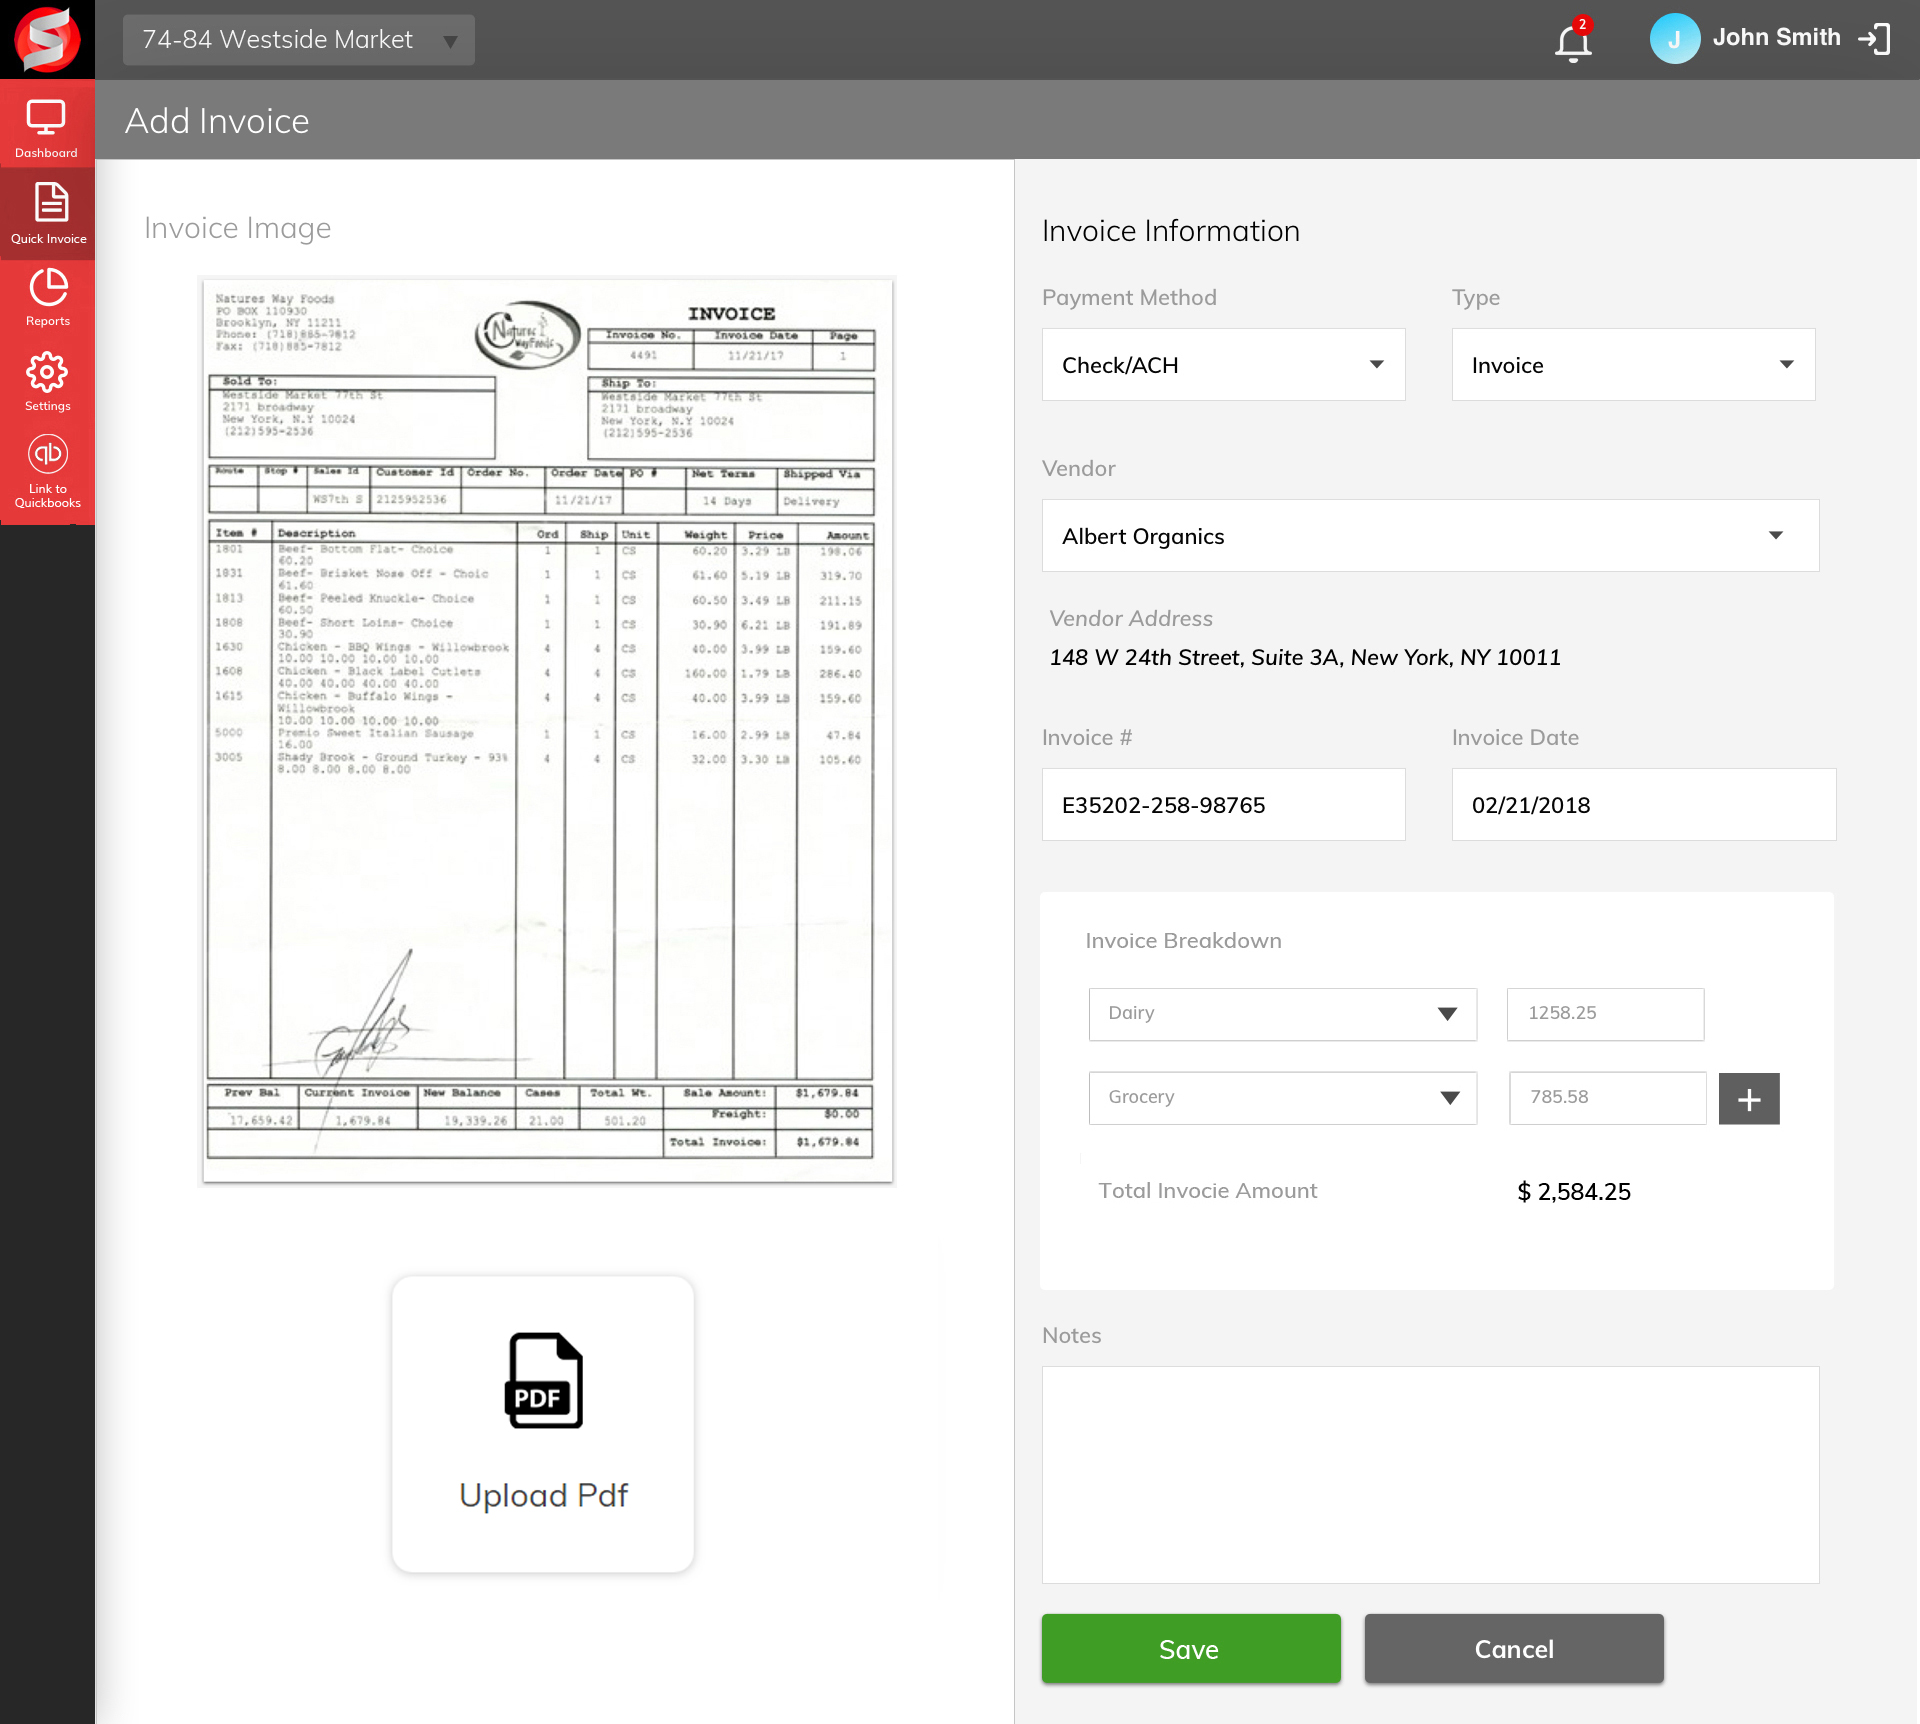 74-84 Westside Market
2
J
John Smith
Dashboard
Quick Invoice
Reports
Settings
qb
Link to
Quickbooks
Add Invoice
Invoice Image
Natures Way Foods
PO BOX 110930
Brooklyn, NY 11211
Phone: (718)885-7812
Fax: (718)885-7812
Natures
WayFoods
INVOICE
Invoice No. Invoice Date Page
4491 11/21/17 1
Sold To:
Westside Market 77th St
2171 broadway
New York, N.Y 10024
(212)595-2536
Ship To:
Westside Market 77th St
2171 broadway
New York, N.Y 10024
(212)595-2536
Route Stop # Sales Id Customer Id Order No. Order Date PO # Net Terms Shipped Via
WS7th S 2125952536 11/21/17 14 Days Delivery
Item # Description Ord Ship Unit Weight Price Amount
1801 Beef- Bottom Flat- Choice 1 1 CS 60.20 3.29 LB 198.06
60.20
1831 Beef- Brisket Nose Off - Choic 1 1 CS 61.60 5.19 LB 319.70
61.60
1813 Beef- Peeled Knuckle- Choice 1 1 CS 60.50 3.49 LB 211.15
60.50
1808 Beef- Short Loins- Choice 1 1 CS 30.90 6.21 LB 191.89
30.90
1630 Chicken - BBQ Wings - Willowbrook 4 4 CS 40.00 3.99 LB 159.60
10.00 10.00 10.00 10.00
1608 Chicken - Black Label Cutlets 4 4 CS 160.00 1.79 LB 286.40
40.00 40.00 40.00 40.00
1615 Chicken - Buffalo Wings - 4 4 CS 40.00 3.99 LB 159.60
Willowbrook
10.00 10.00 10.00 10.00
5000 Premio Sweet Italian Sausage 1 1 CS 16.00 2.99 LB 47.84
16.00
3005 Shady Brook - Ground Turkey - 93% 4 4 CS 32.00 3.30 LB 105.60
8.00 8.00 8.00 8.00
Prev Bal Current Invoice New Balance Cases Total Wt. Sale Amount: $1,679.84
17,659.42 1,679.84 19,339.26 21.00 501.20 Freight: $0.00
Total Invoice: $1,679.84
PDF
Upload Pdf
Invoice Information
Payment Method Type
Check/ACH Invoice
Vendor
Albert Organics
Vendor Address
148 W 24th Street, Suite 3A, New York, NY 10011
Invoice # Invoice Date
E35202-258-98765 02/21/2018
Invoice Breakdown
Dairy 1258.25
Grocery 785.58
+
Total Invocie Amount $ 2,584.25
Notes
Save Cancel